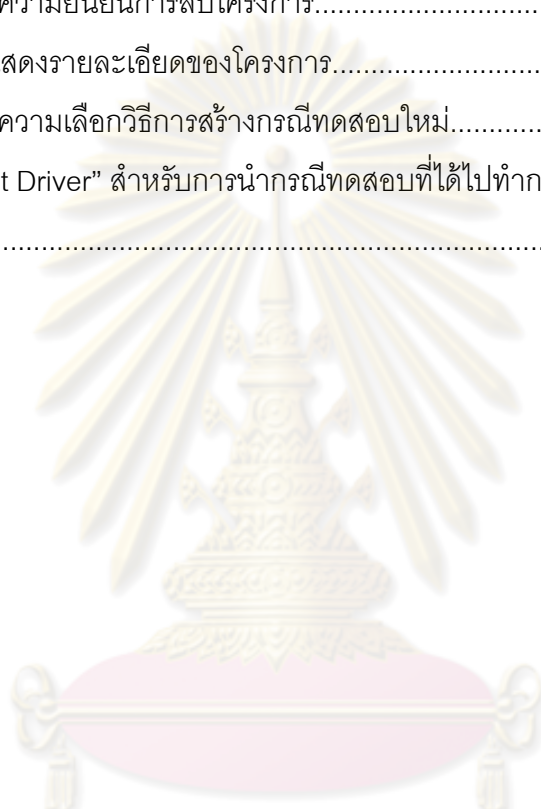 ความยืนยันการลบโครงการ.............................
สดงรายละเอียดของโครงการ...........................
ความเลือกวิธีการสร้างกรณีทดสอบใหม่............
t Driver” สำหรับการนำกรณีทดสอบที่ได้ไปทำก
......................................................................